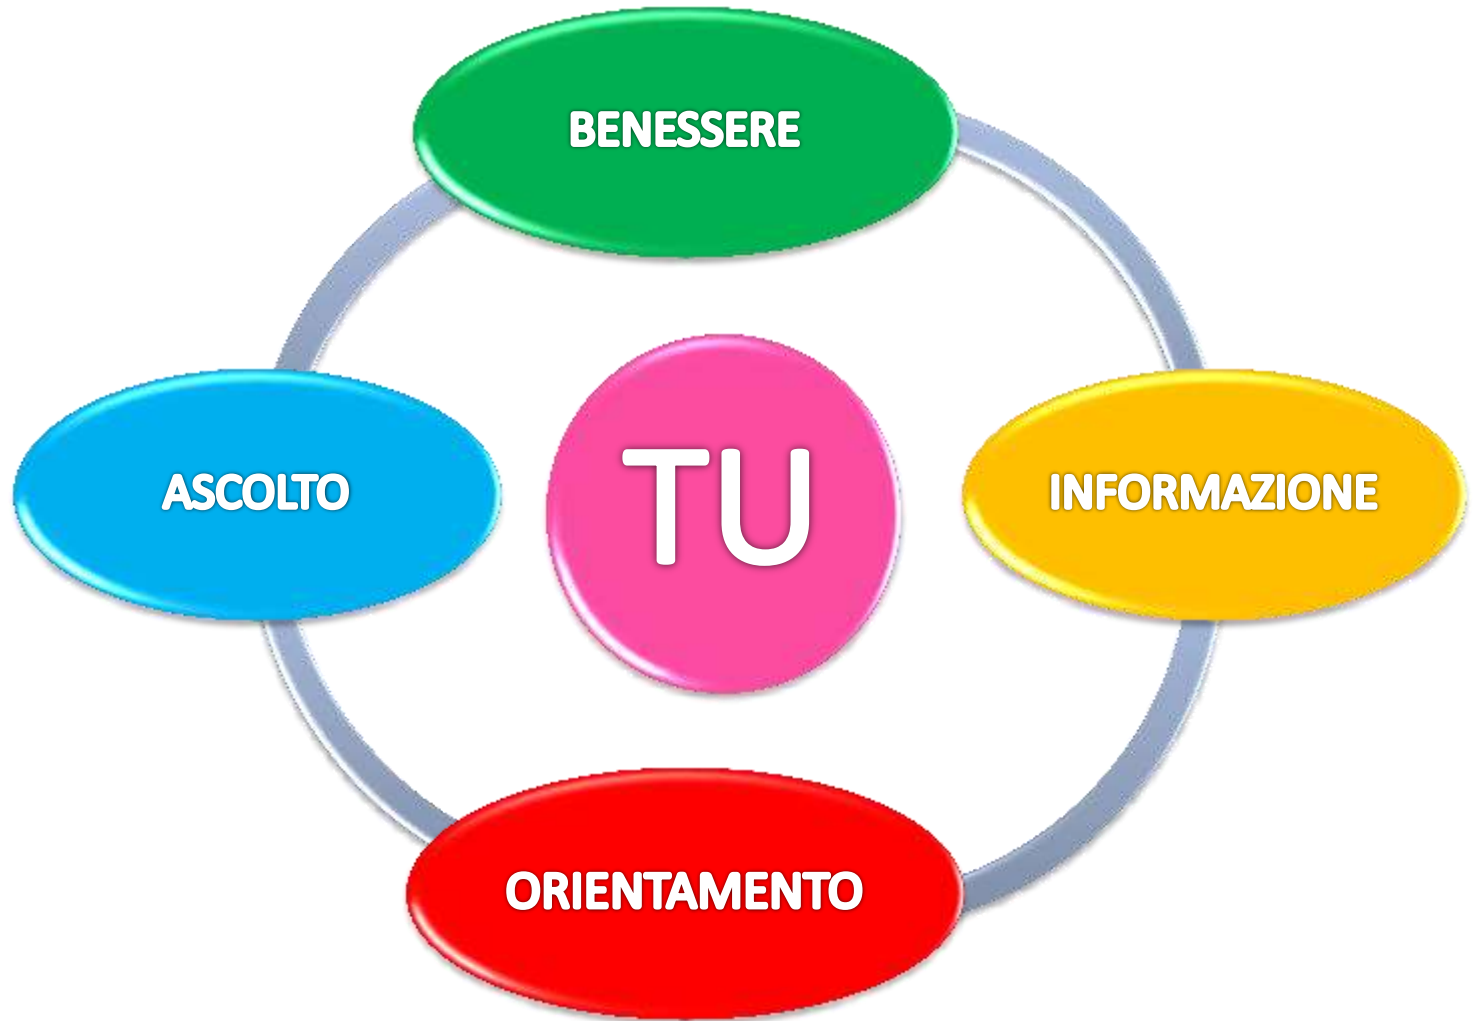 BENESSERE
ASCOLTO
TU
INFORMAZIONE
ORIENTAMENTO